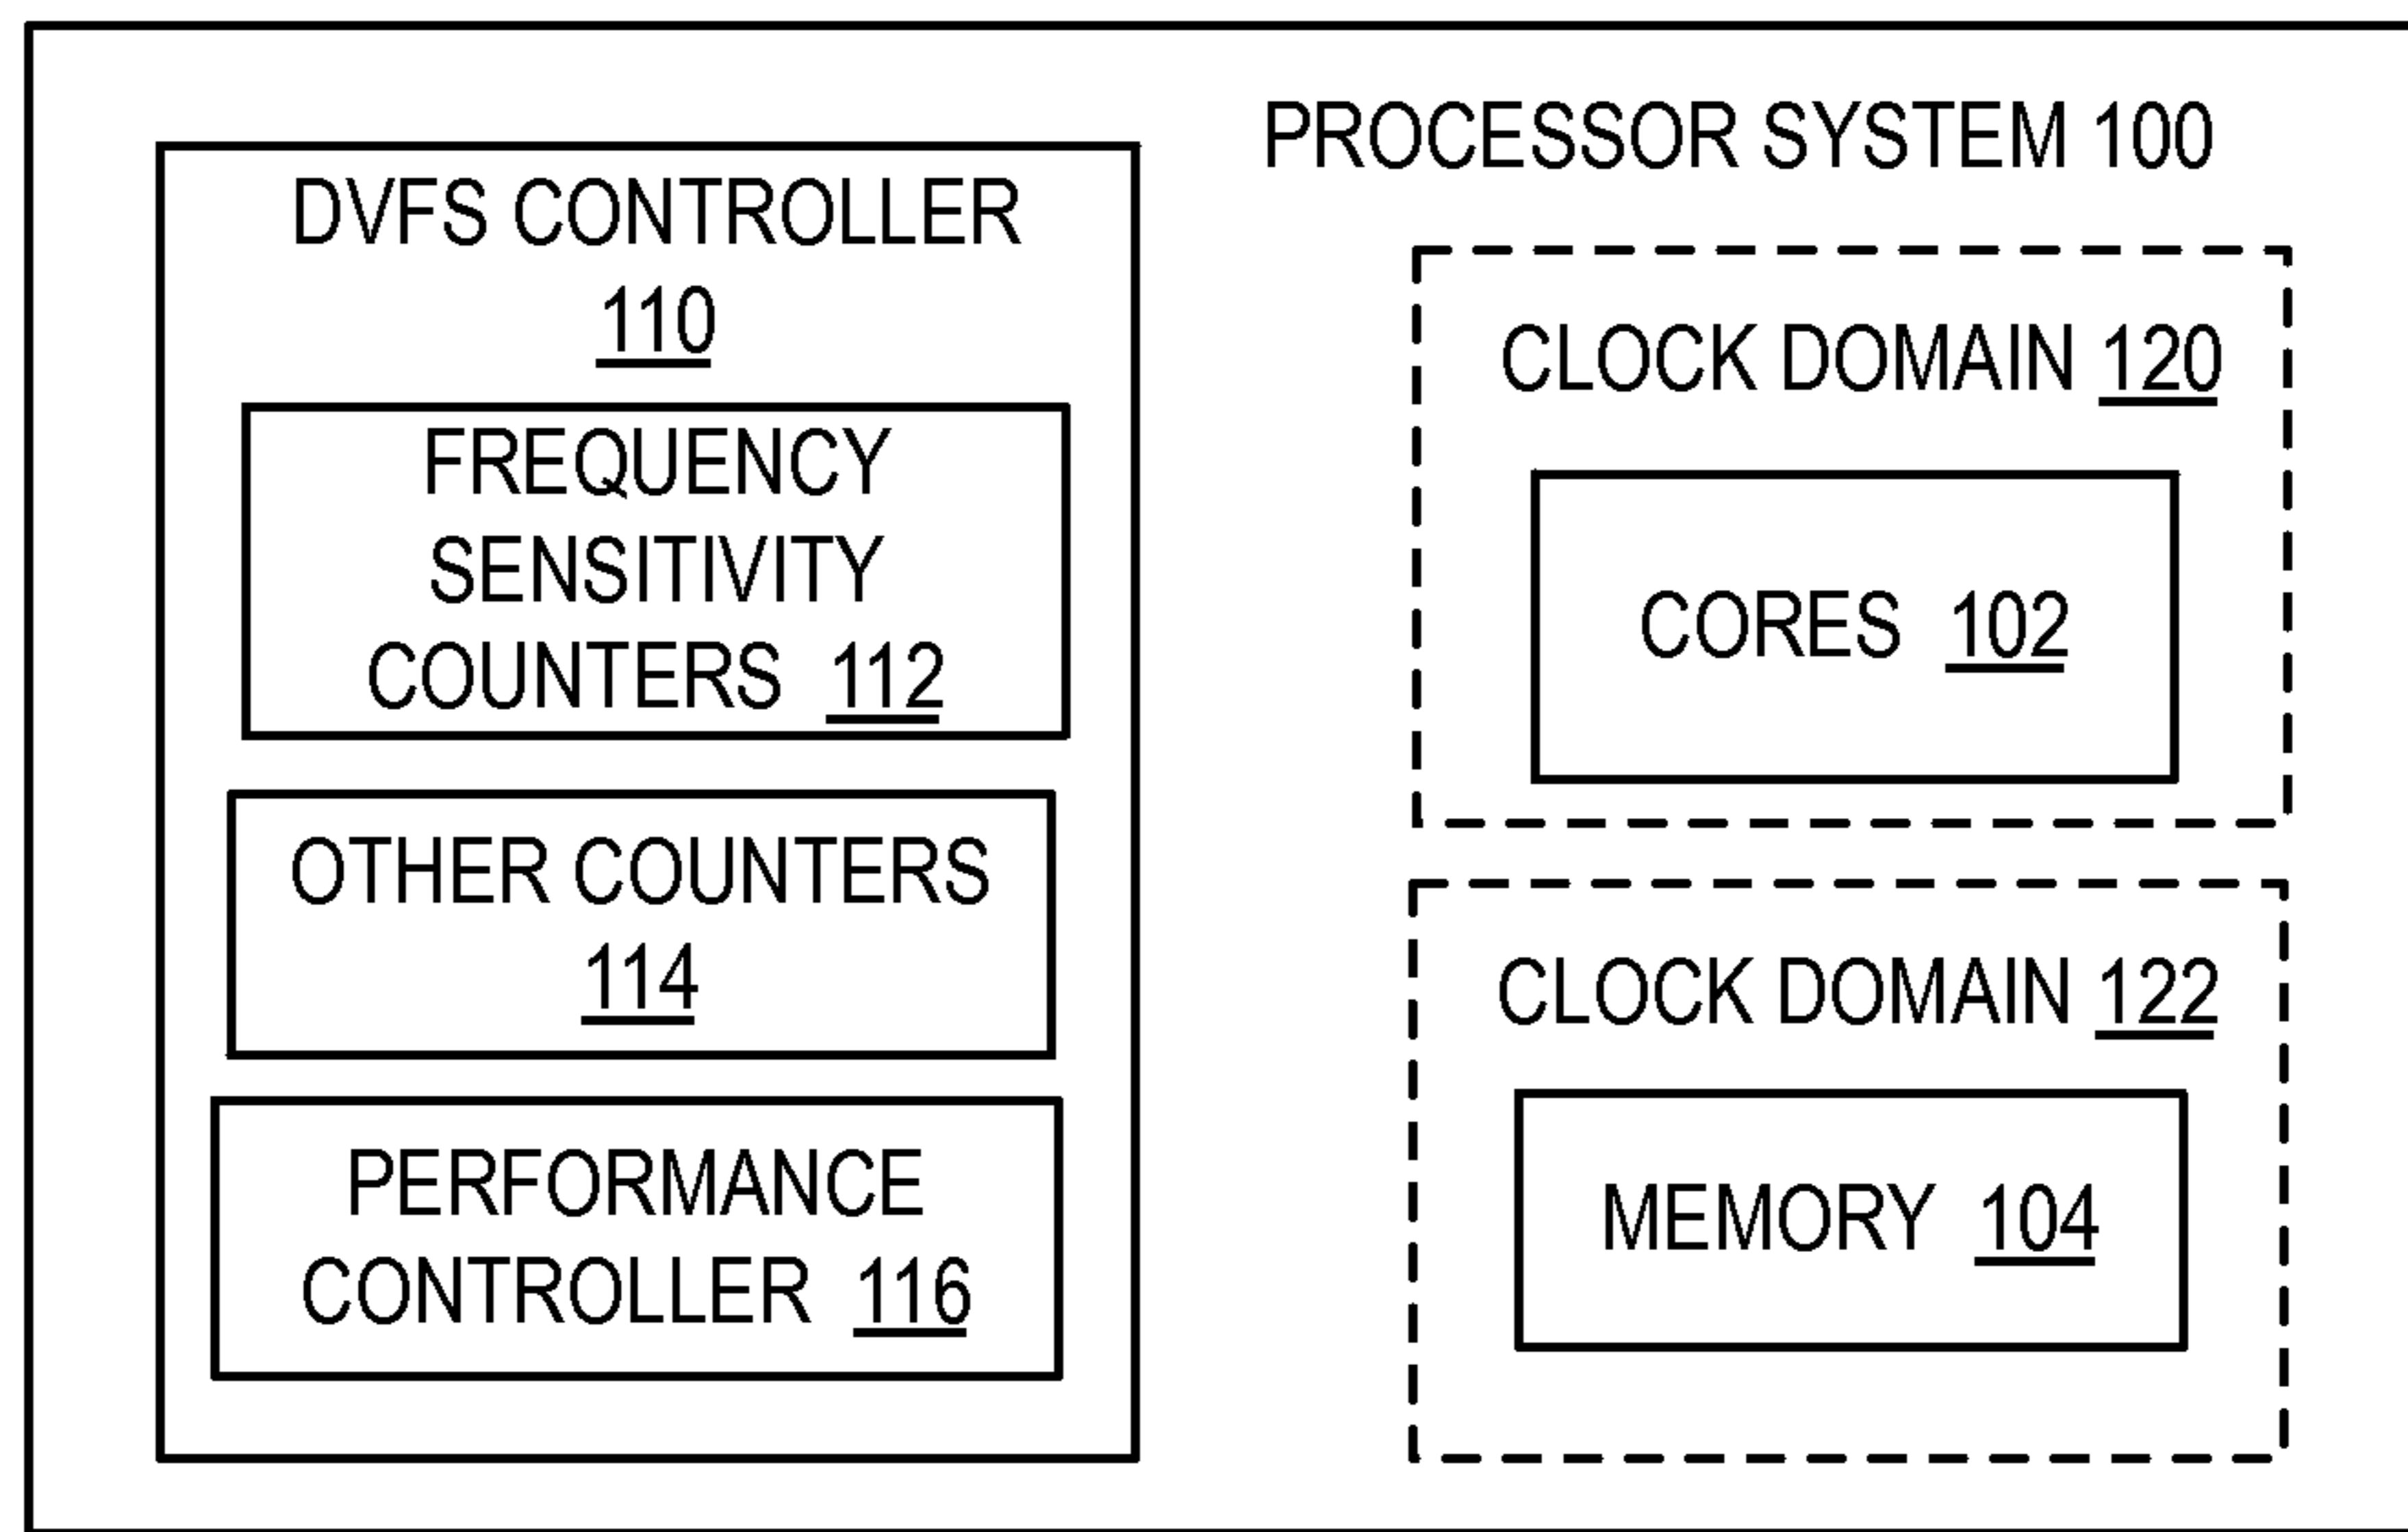 PROCESSOR SYSTEM 100
DVFS CONTROLLER
110
FREQUENCY
SENSITIVITY
COUNTERS 112
OTHER COUNTERS
114
PERFORMANCE
CONTROLLER 116
CLOCK DOMAIN 120
CORES 102
CLOCK DOMAIN 122
MEMORY 104